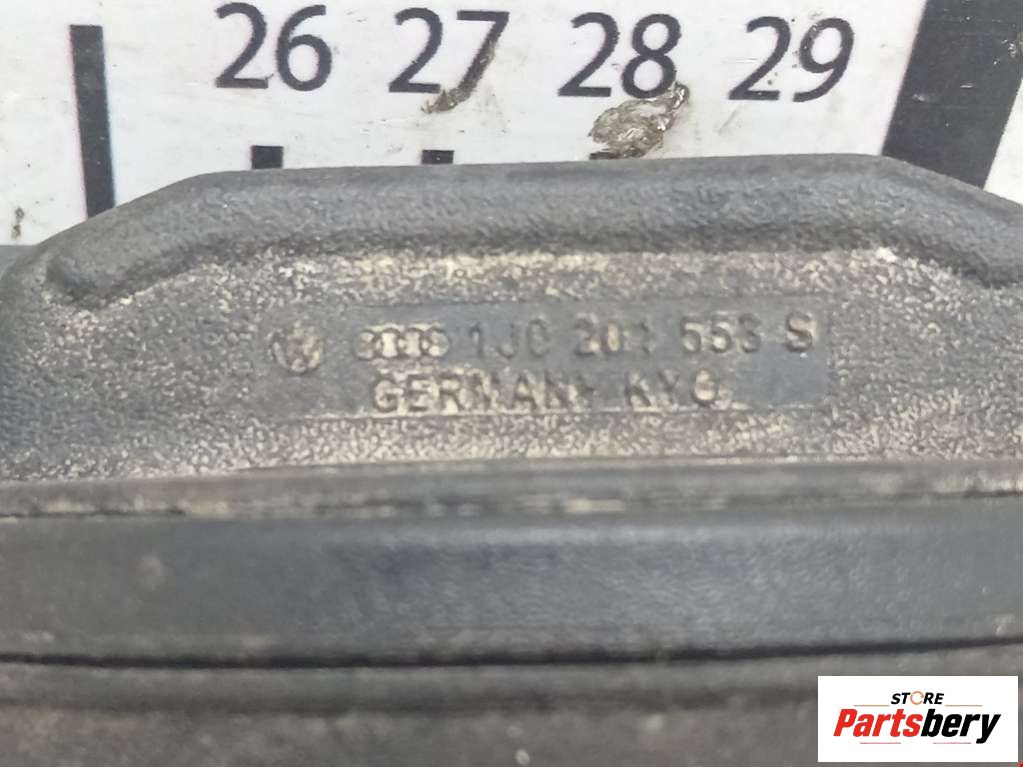 26 27 28 29
1J0 201 553 S
GERMANY KYO
STORE
Partsbery